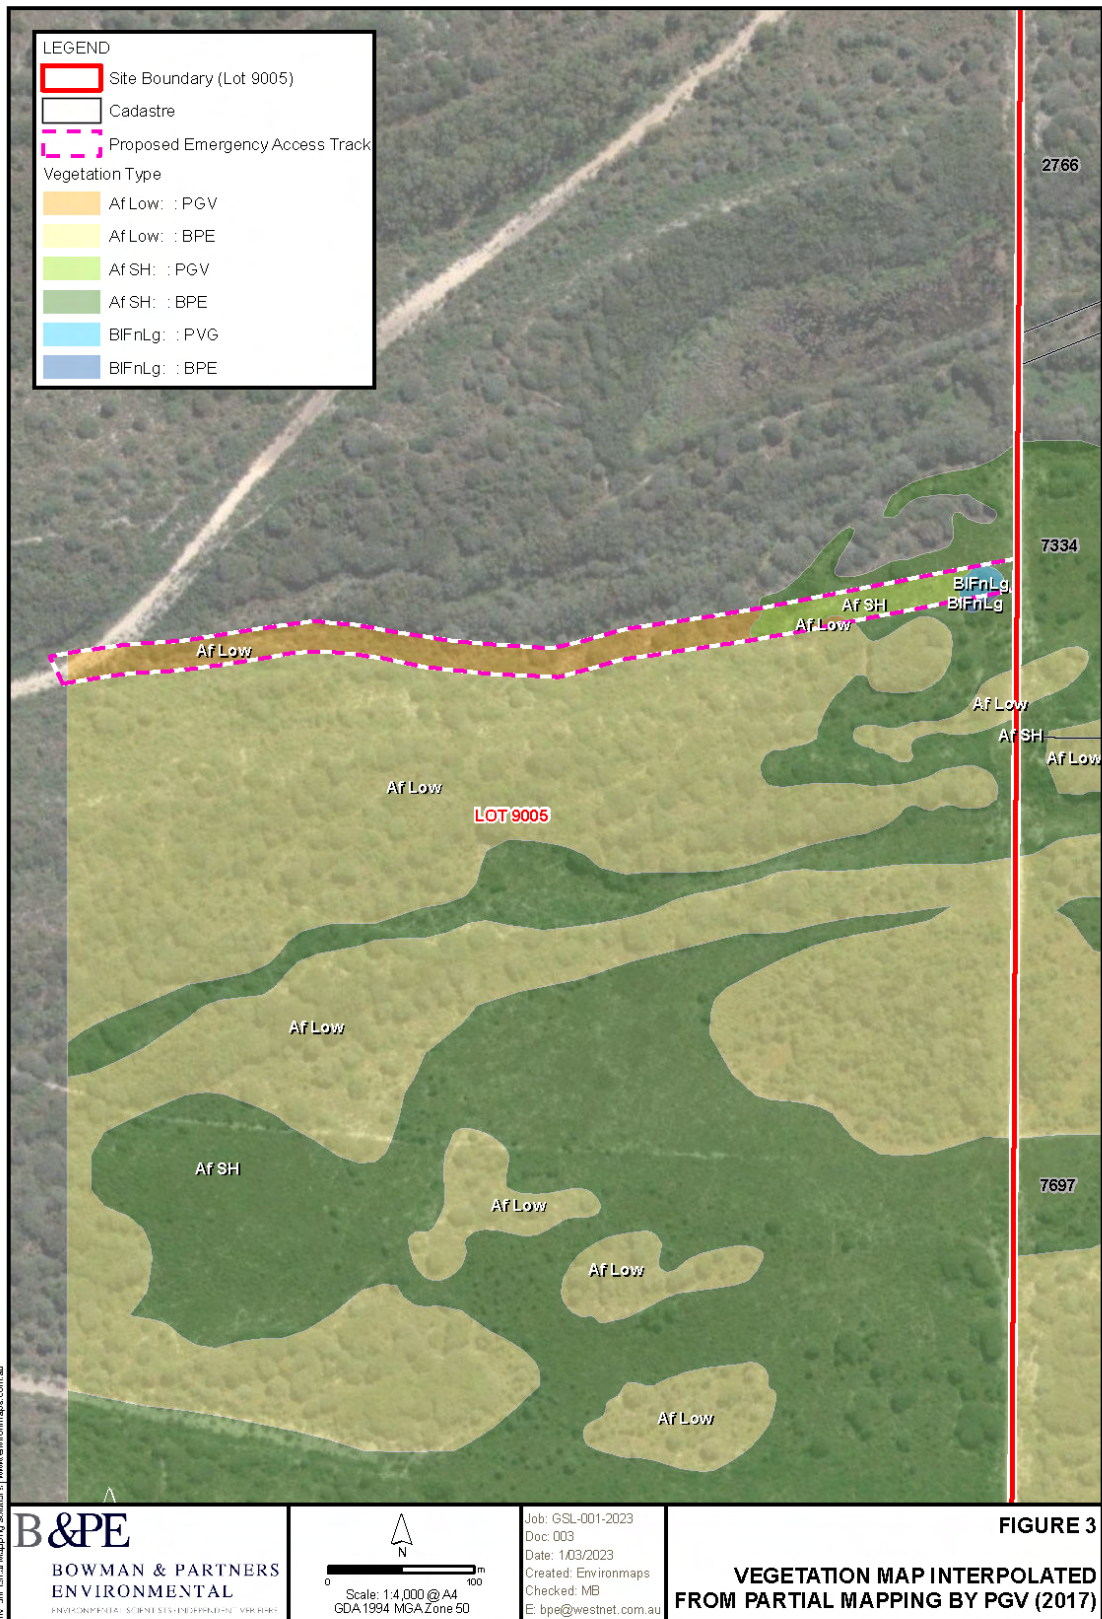 LEGEND
Site Boundary (Lot 9005)
Cadastre
Proposed Emergency Access Track
Vegetation Type
Af Low: : PGV
Af Low: : BPE
Af SH: : PGV
Af SH: : BPE
BlFnLg: : PVG
BlFnLg: : BPE
2766
7334
BlFnLg
BlFnLg
Af SH
Af Low
Af Low
Af Low
Af SH
Af Low
Af Low
LOT 9005
Af Low
Af SH
7697
Af Low
Af Low
Af Low
B&PE
BOWMAN & PARTNERS
ENVIRONMENTAL
N
0 100 m
Scale: 1:4,000 @ A4
GDA 1994 MGA Zone 50
Job: GSL-001-2023
Doc: 003
Date: 1/03/2023
Created: Environmaps
Checked: MB
E: bpe@westnet.com.au
FIGURE 3
VEGETATION MAP INTERPOLATED
FROM PARTIAL MAPPING BY PGV (2017)